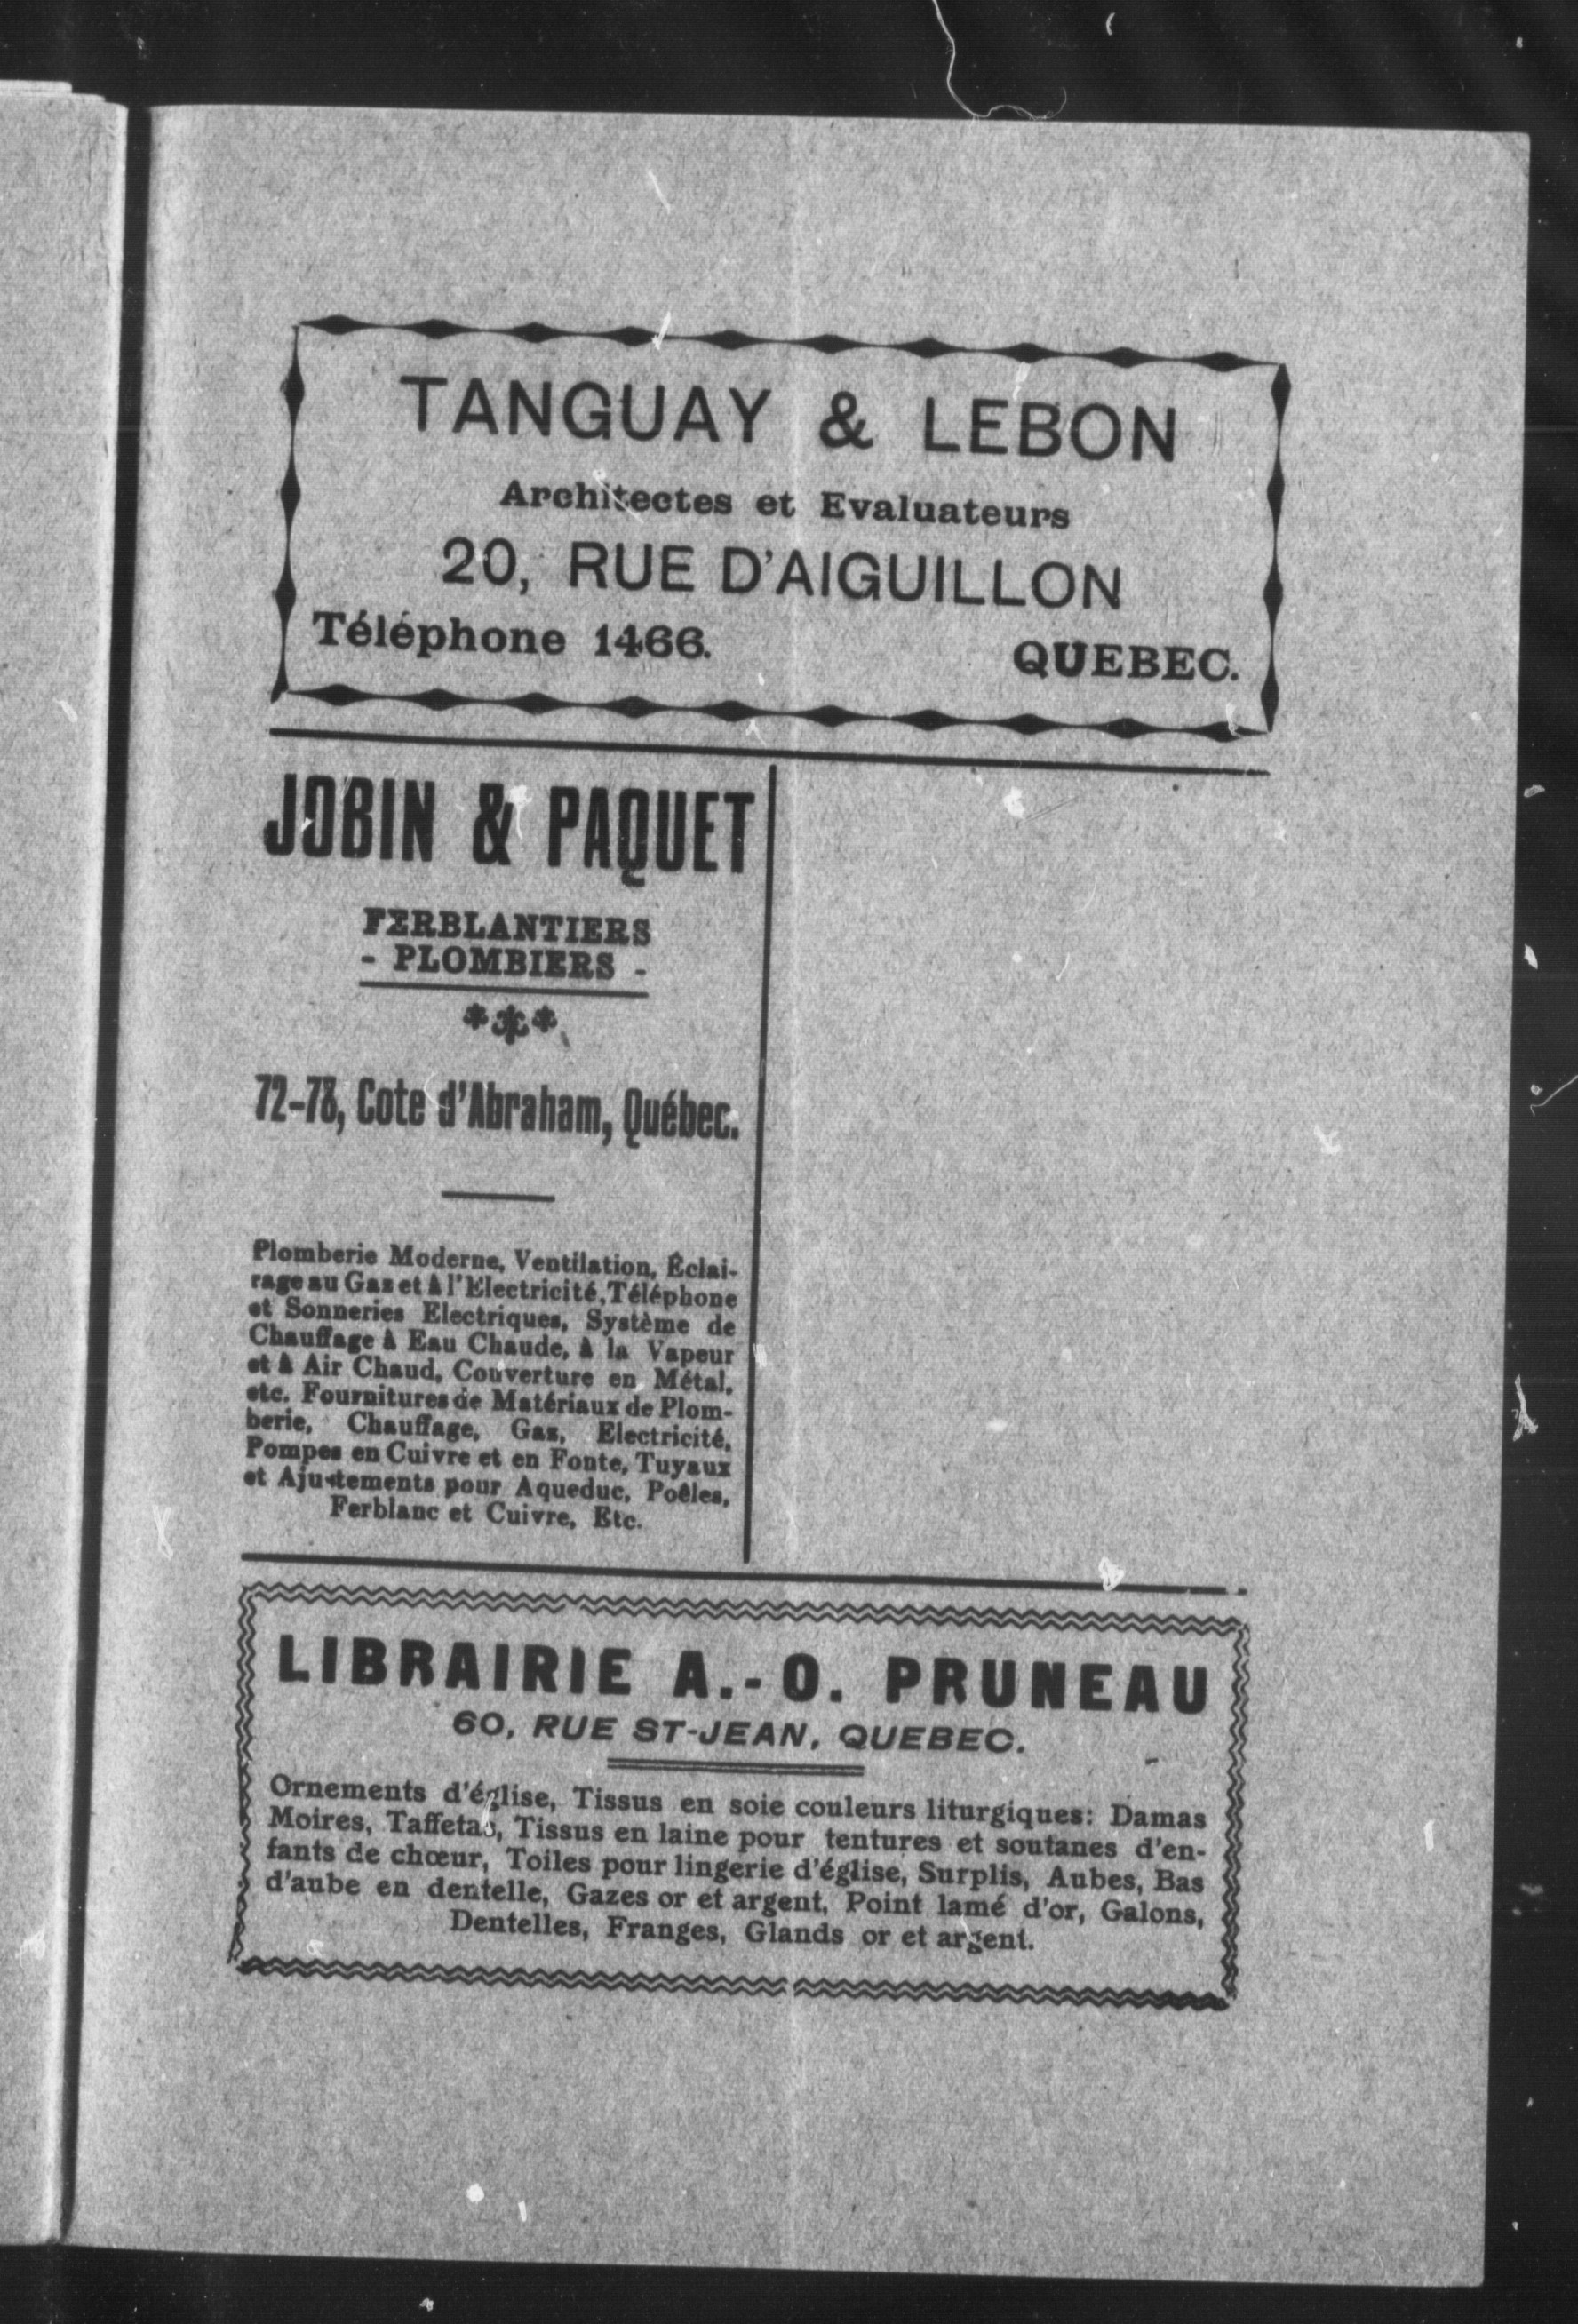 TANGUAY & LEBON
Architectes et Evaluateurs
20, RUE D'AIGUILLON
Téléphone 1466. QUEBEC.
JOBIN & PAQUET
FERBLANTIERS
- PLOMBIERS -
72-78, Cote d'Abraham, Québec.
Plomberie Moderne, Ventilation, Éclai-
rage au Gaz et à l'Electricité, Téléphone
et Sonneries Electriques, Système de
Chauffage à Eau Chaude, à la Vapeur
et à Air Chaud, Couverture en Métal,
etc. Fournitures de Matériaux de Plom-
berie, Chauffage, Gaz, Electricité,
Pompes en Cuivre et en Fonte, Tuyaux
et Ajustements pour Aqueduc, Poêles,
Ferblanc et Cuivre, Etc.
LIBRAIRIE A.-O. PRUNEAU
60, RUE ST-JEAN, QUEBEC.
Ornements d'église, Tissus en soie couleurs liturgiques: Damas
Moires, Taffetas, Tissus en laine pour tentures et soutanes d'en-
fants de chœur, Toiles pour lingerie d'église, Surplis, Aubes, Bas
d'aube en dentelle, Gazes or et argent, Point lamé d'or, Galons,
Dentelles, Franges, Glands or et argent.